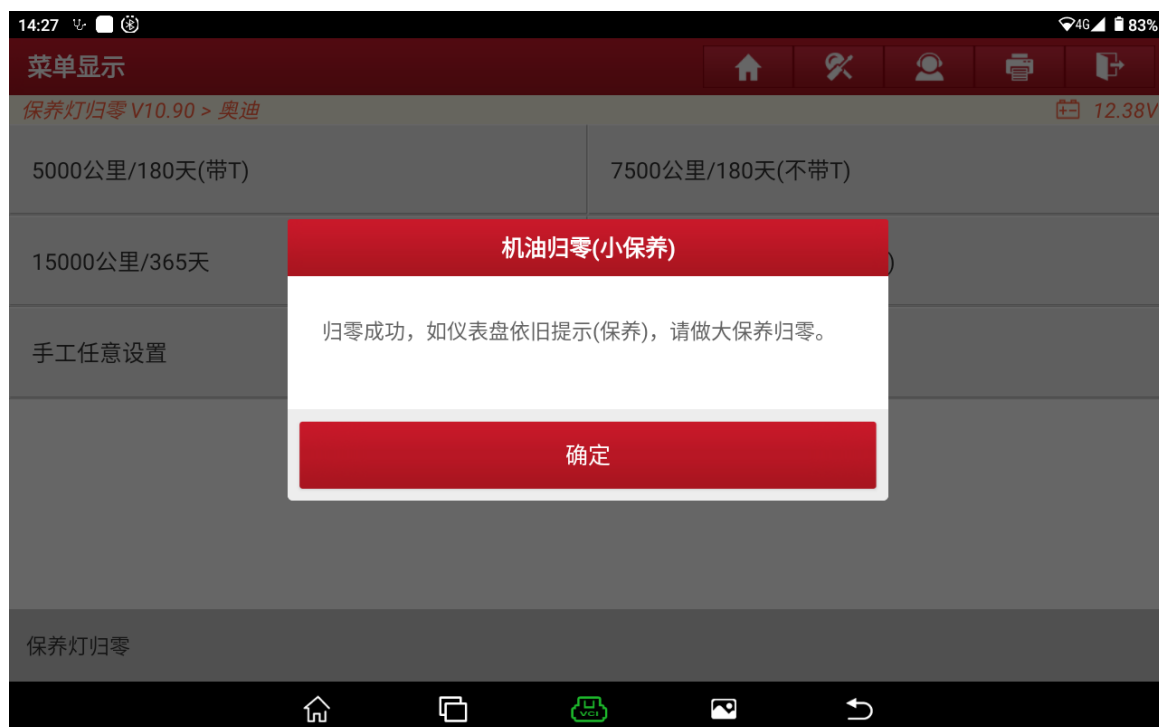 14:27
4G 83%
菜单显示
保养灯归零 V10.90 > 奥迪
12.38V
5000公里/180天(带T)
7500公里/180天(不带T)
15000公里/365天
)
手工任意设置
机油归零(小保养)
归零成功，如仪表盘依旧提示(保养)，请做大保养归零。
确定
保养灯归零
VCI